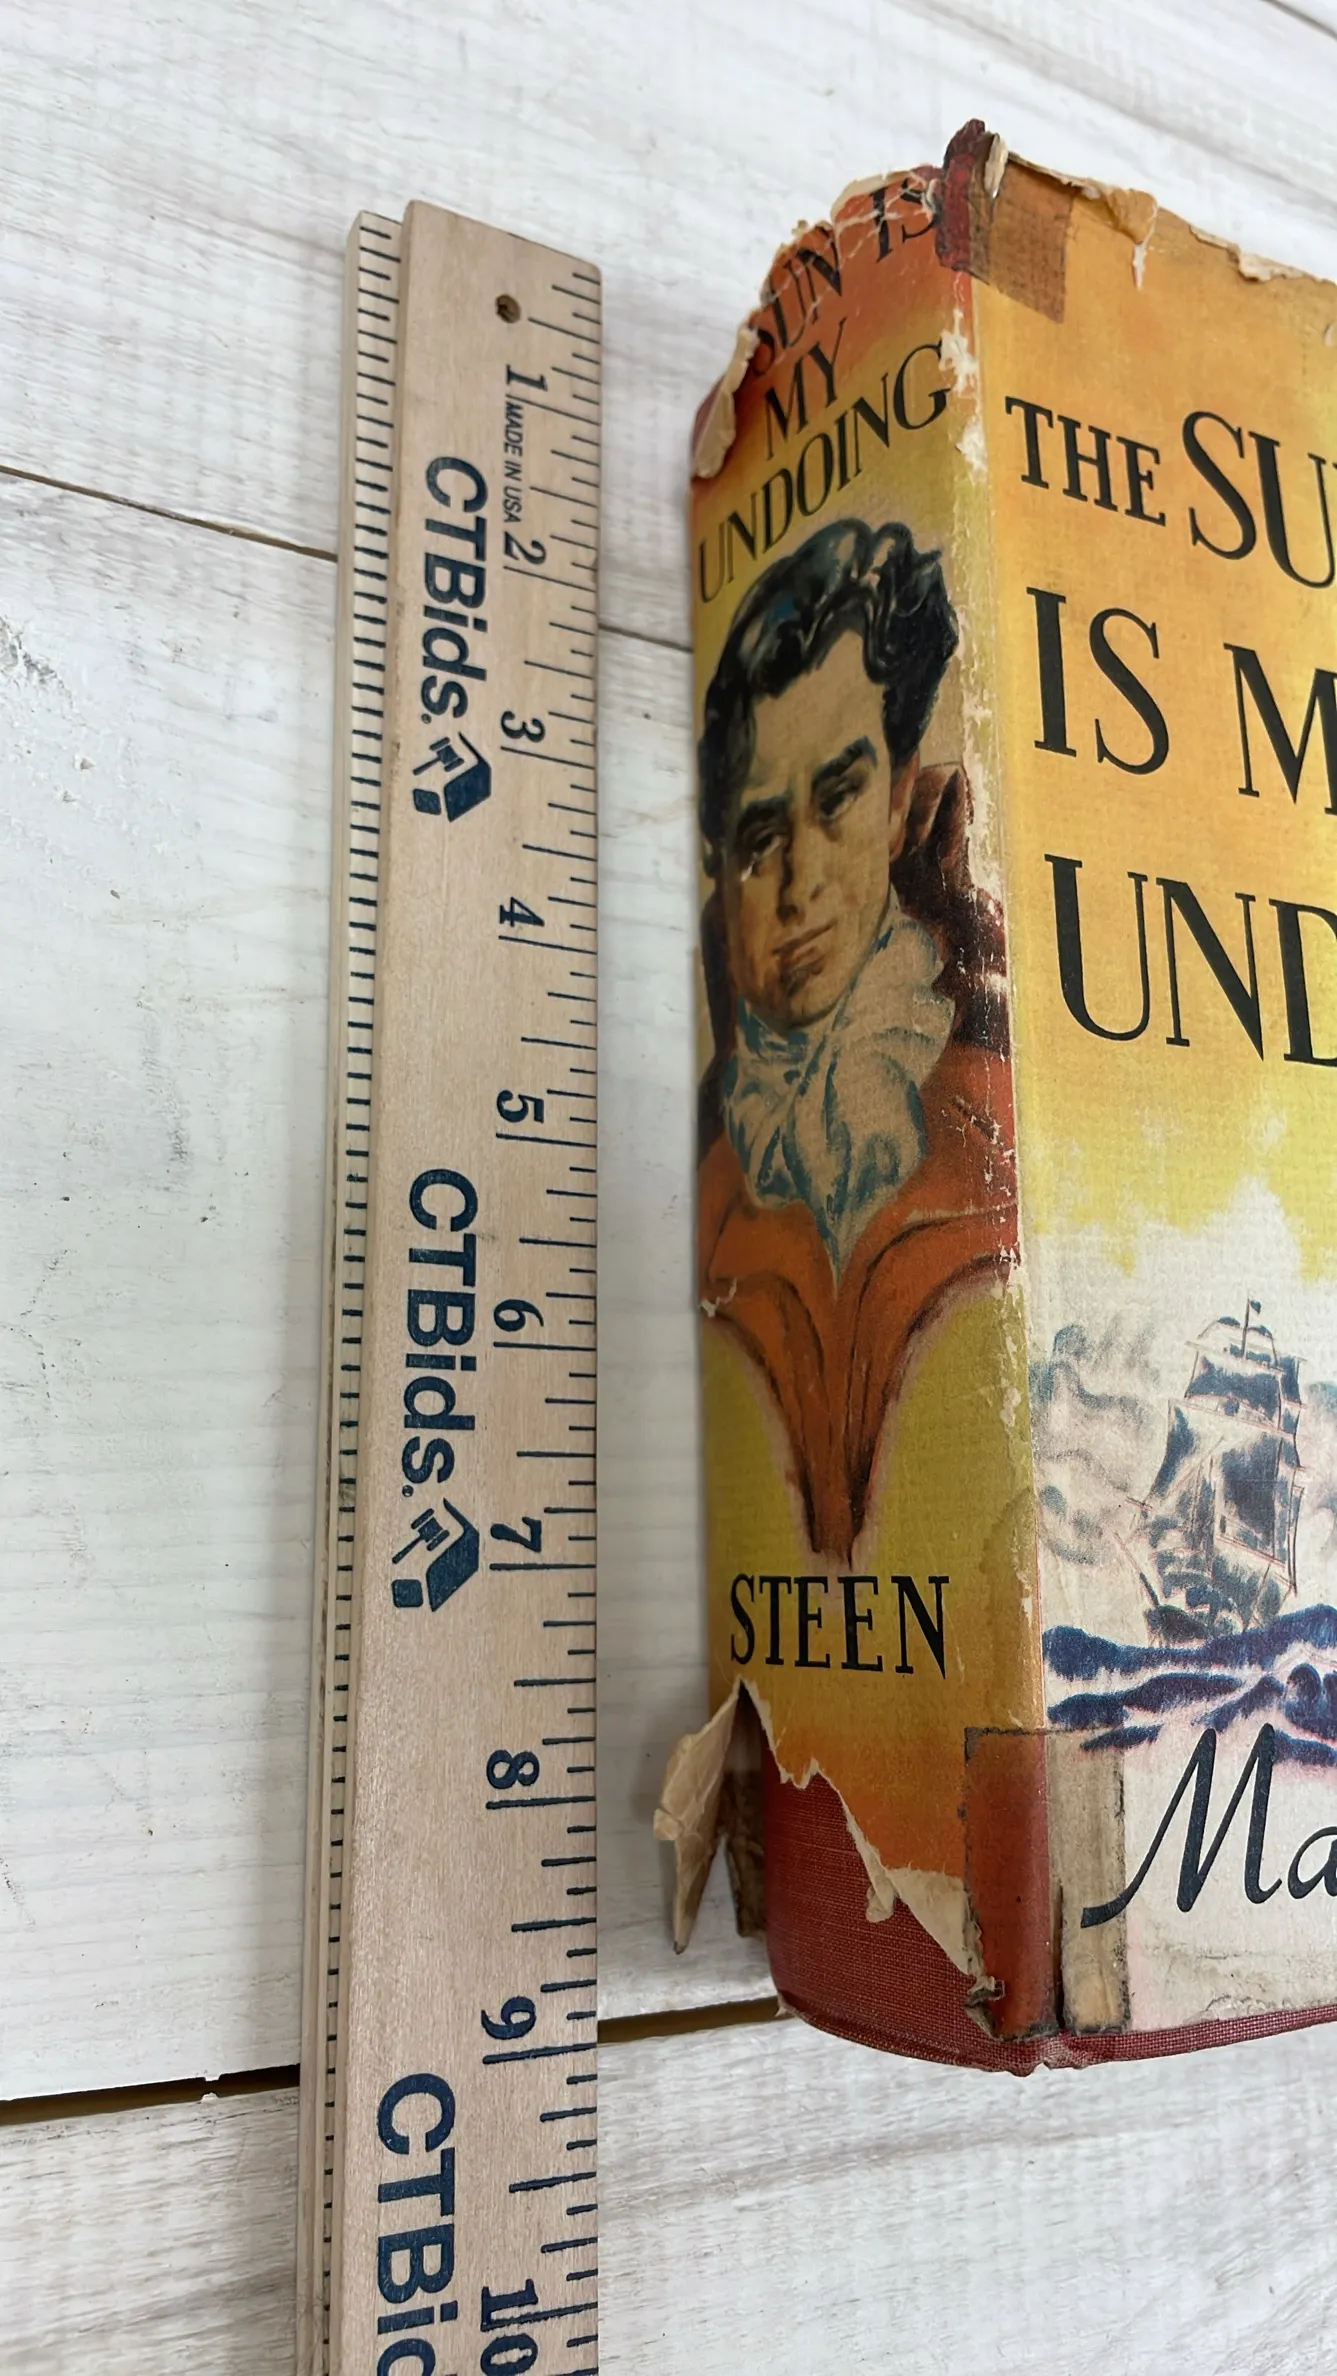 1
MADE IN USA
2
CTBids.
3
4
5
CTBids.
6
7
8
9
CTBid
10
SUN IS
MY
UNDOING
STEEN
THE SU
IS M
UND
Ma